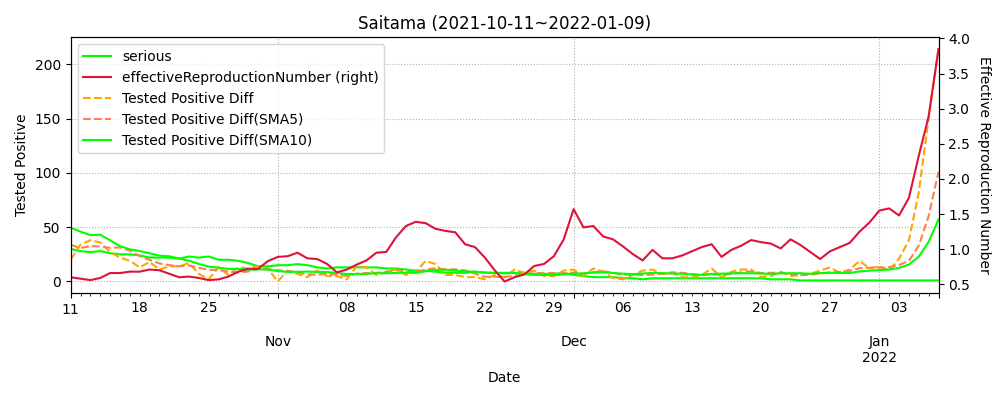 Saitama (2021-10-11~2022-01-09)
serious
effectiveReproductionNumber (right)
Tested Positive Diff
Tested Positive Diff(SMA5)
Tested Positive Diff(SMA10)
Tested Positive
200
150
100
50
0
Effective Reproduction Number
4.0
3.5
3.0
2.5
2.0
1.5
1.0
0.5
11 18 25 08 15 22 29 06 13 20 27 03
Nov Dec Jan
2022
Date